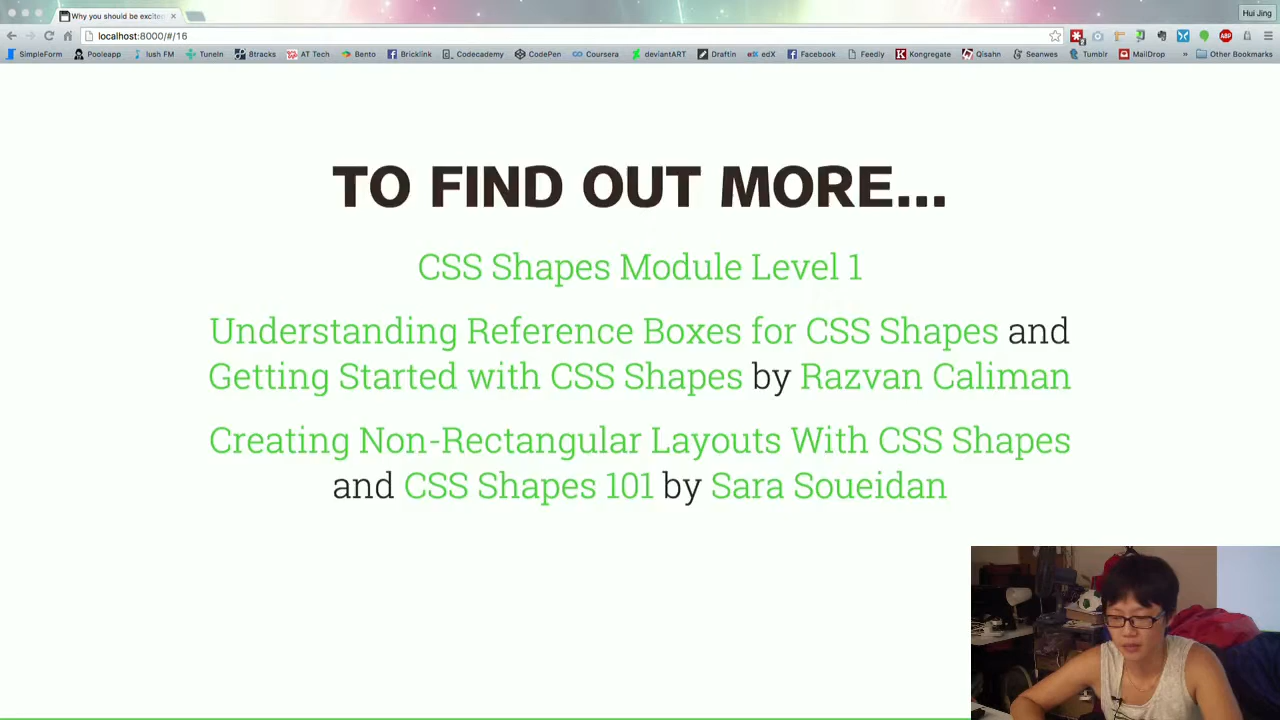 Why you should be exciten
Hui Jing
localhost:8000/#/16
SimpleForm Pooleapp lush FM TuneIn Btracks AT Tech Bento Bricklink Codecademy CodePen Coursera deviantART Draftin edX Facebook Feedly Kongregate Qisahn Seanwes Tumblr MailDrop » Other Bookmarks
TO FIND OUT MORE...
CSS Shapes Module Level 1
Understanding Reference Boxes for CSS Shapes and
Getting Started with CSS Shapes by Razvan Caliman
Creating Non-Rectangular Layouts With CSS Shapes
and CSS Shapes 101 by Sara Soueidan